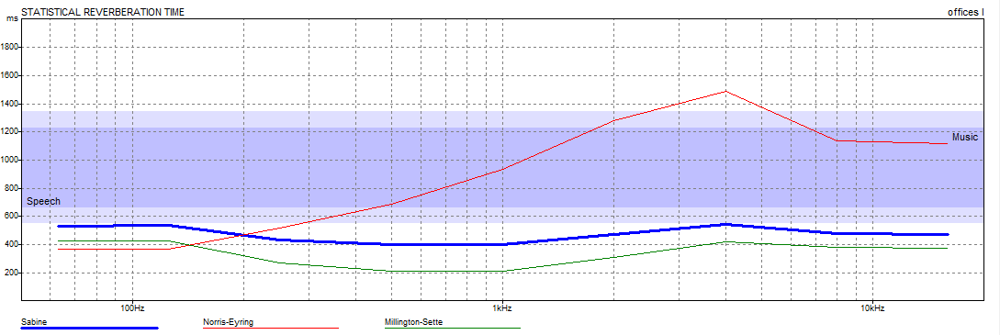 STATISTICAL REVERBERATION TIME
offices I
ms
1800
1600
1400
1200
Music
1000
800
Speech
600
400
200
100Hz 1kHz 10kHz
Sabine Norris-Eyring Millington-Sette